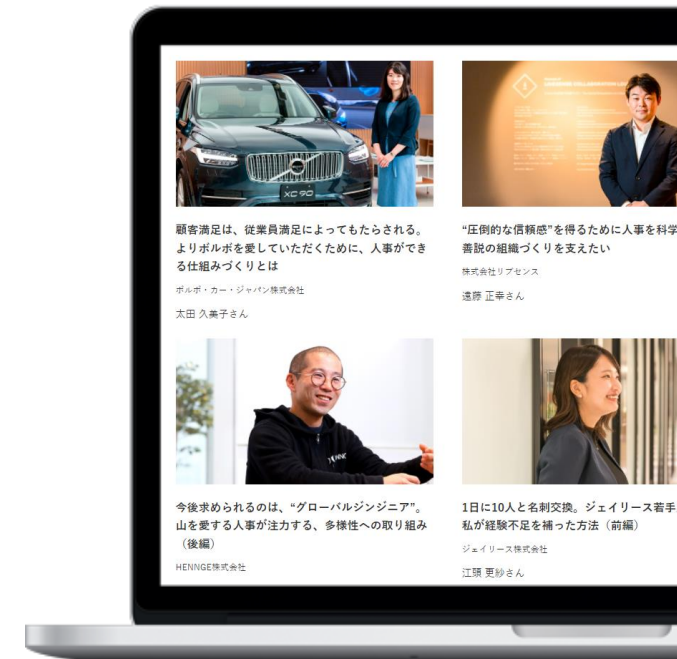 XC 90
顧客満足は、従業員満足によってもたらされる。
よりボルボを愛していただくために、人事ができ
る仕組みづくりとは
ボルボ・カー・ジャパン株式会社
太田 久美子さん
“圧倒的な信頼感”を得るために人事を科学
善説の組織づくりを支えたい
株式会社リブセンス
遠藤 正幸さん
今後求められるのは、“グローバルジンジニア”。
山を愛する人事が注力する、多様性への取り組み
（後編）
HENNGE株式会社
1日に10人と名刺交換。ジェイリース若手
私が経験不足を補った方法（前編）
ジェイリース株式会社
江頭 更紗さん